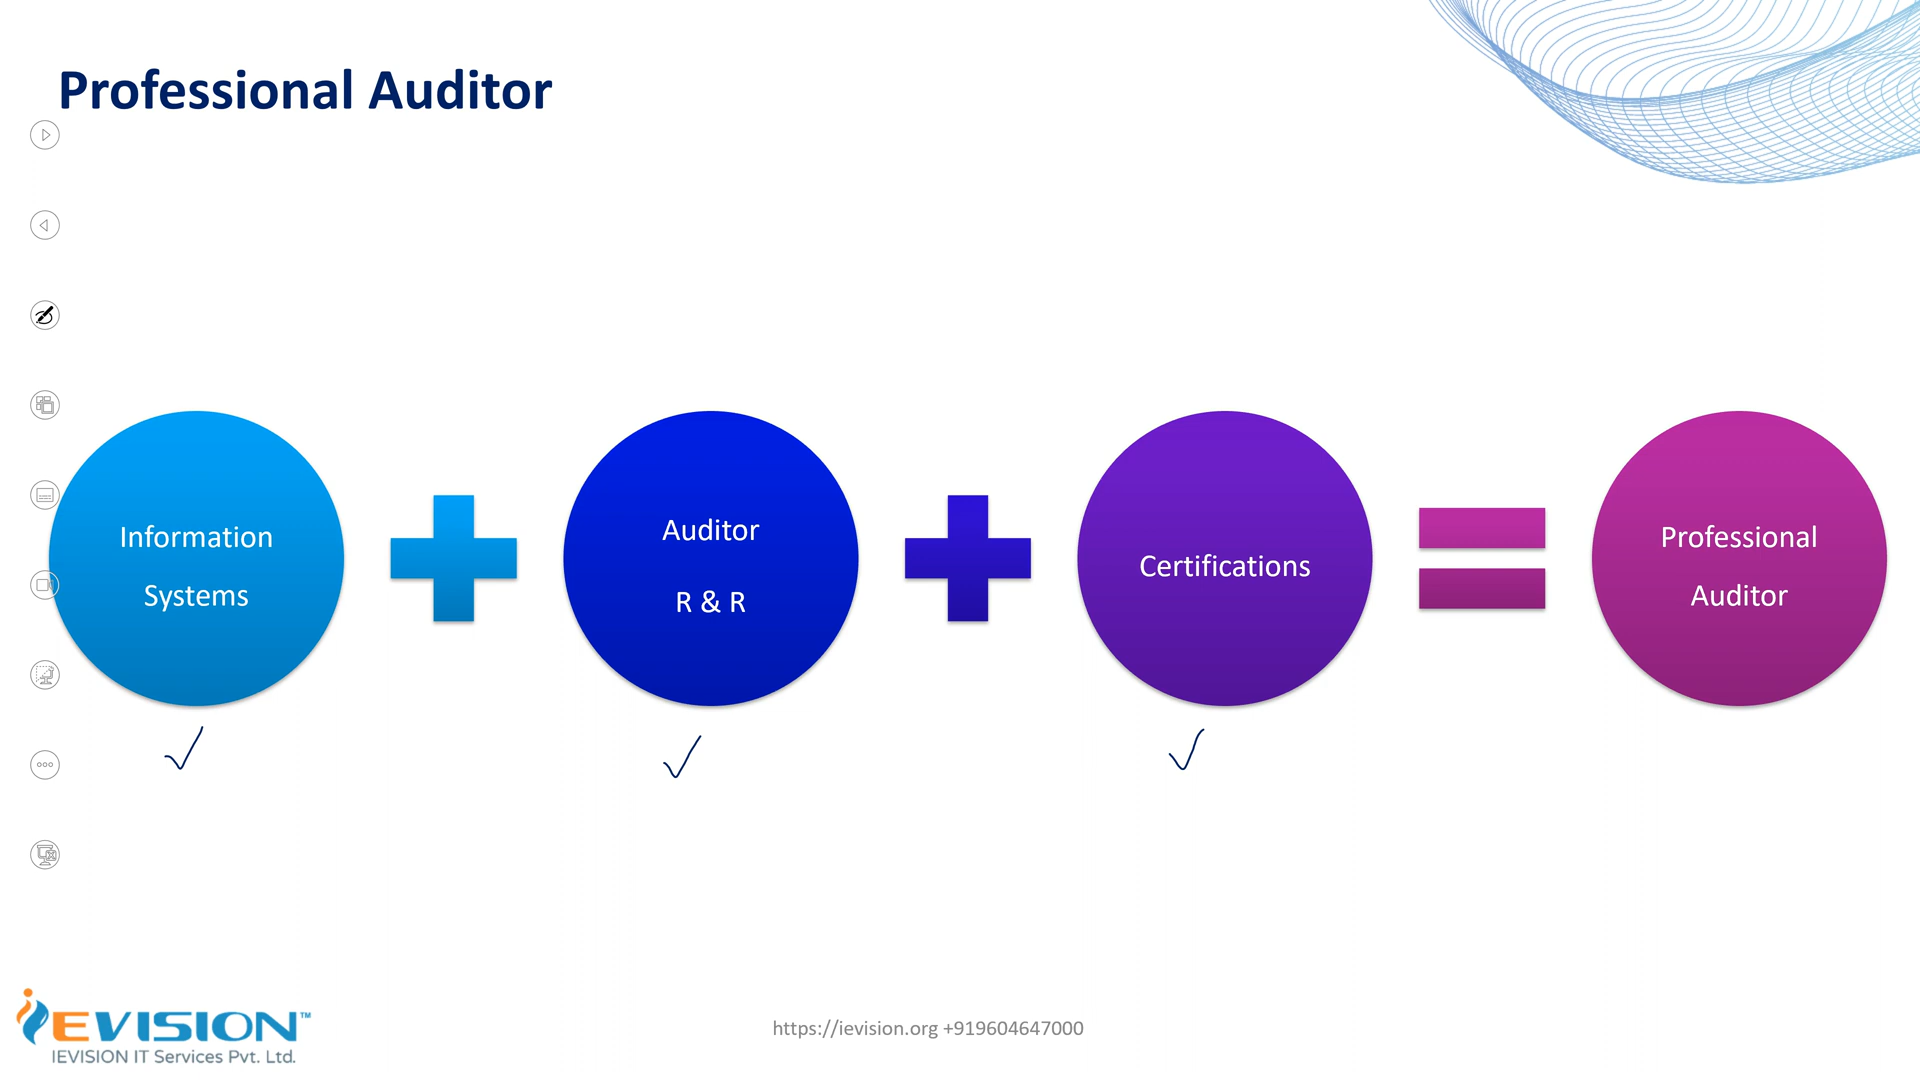 Professional Auditor
Information
Systems
Auditor
R & R
Certifications
Professional
Auditor
iEVISION™
IEVISION IT Services Pvt. Ltd.
https://ievision.org +919604647000